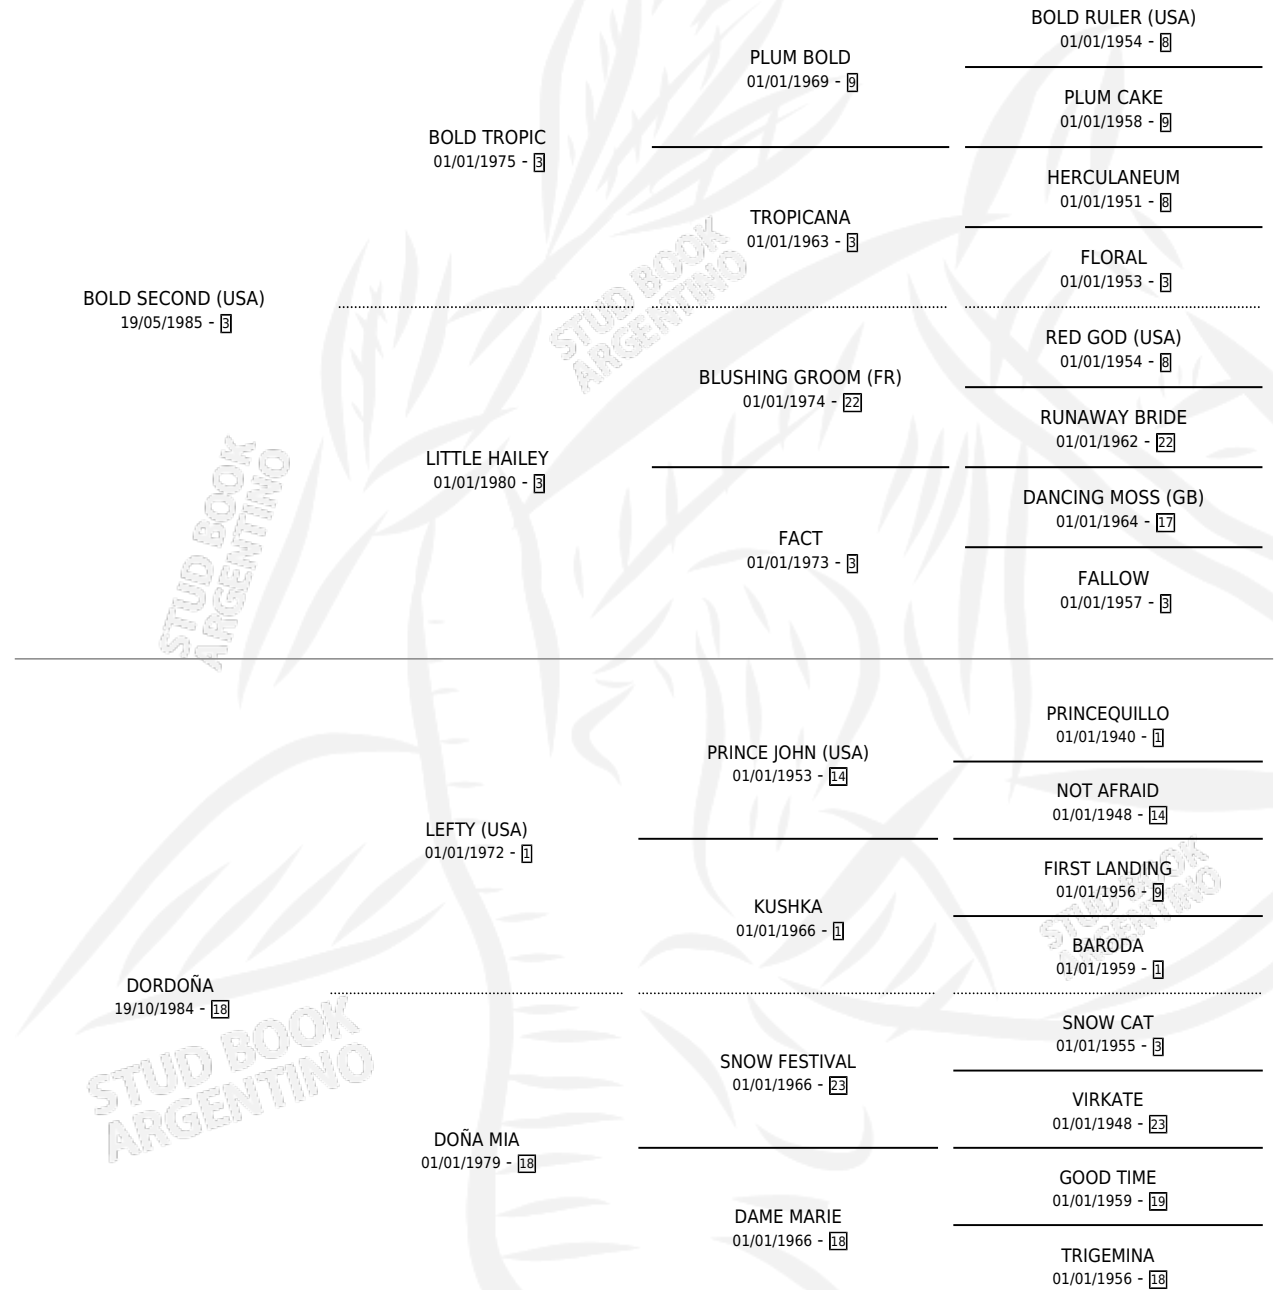 BOLD RULER (USA)
01/01/1954 - 8
PLUM BOLD
01/01/1969 - 9
PLUM CAKE
01/01/1958 - 9
BOLD TROPIC
01/01/1975 - 3
HERCULANEUM
01/01/1951 - 8
TROPICANA
01/01/1963 - 3
FLORAL
01/01/1953 - 3
BOLD SECOND (USA)
19/05/1985 - 3
RED GOD (USA)
01/01/1954 - 8
BLUSHING GROOM (FR)
01/01/1974 - 22
RUNAWAY BRIDE
01/01/1962 - 22
LITTLE HAILEY
01/01/1980 - 3
DANCING MOSS (GB)
01/01/1964 - 17
FACT
01/01/1973 - 3
FALLOW
01/01/1957 - 3
PRINCEQUILLO
01/01/1940 - 1
PRINCE JOHN (USA)
01/01/1953 - 14
NOT AFRAID
01/01/1948 - 14
LEFTY (USA)
01/01/1972 - 1
FIRST LANDING
01/01/1956 - 9
KUSHKA
01/01/1966 - 1
BARODA
01/01/1959 - 1
DORDOÑA
19/10/1984 - 18
SNOW CAT
01/01/1955 - 3
SNOW FESTIVAL
01/01/1966 - 23
VIRKATE
01/01/1948 - 23
DOÑA MIA
01/01/1979 - 18
GOOD TIME
01/01/1959 - 19
DAME MARIE
01/01/1966 - 18
TRIGEMINA
01/01/1956 - 18
STUD BOOK
ARGENTINO
STUD BOOK
ARGENTINO
STUD BOOK
ARGENTINO
STUD BOOK
ARGENTINO